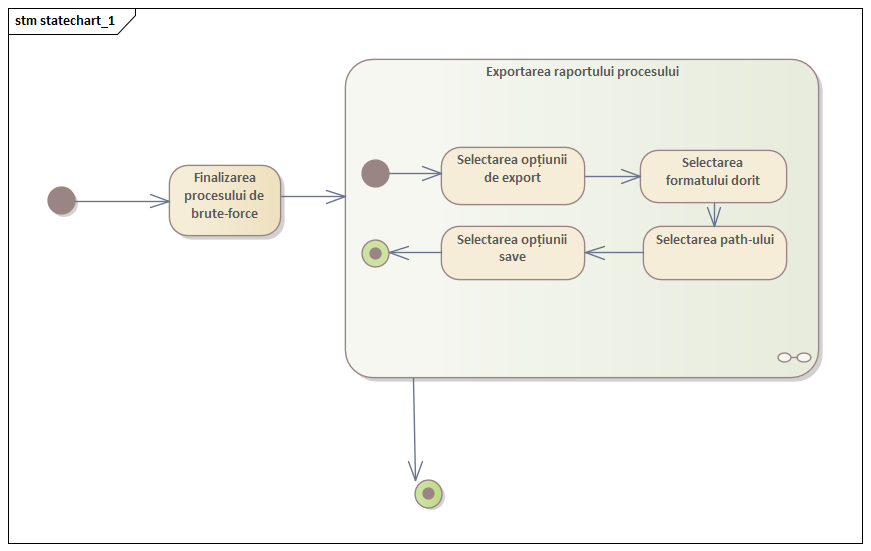 stm statechart_1
Exportarea raportului procesului
Finalizarea
procesului de
brute-force
Selectarea opțiunii
de export
Selectarea
formatului dorit
Selectarea opțiunii
save
Selectarea path-ului